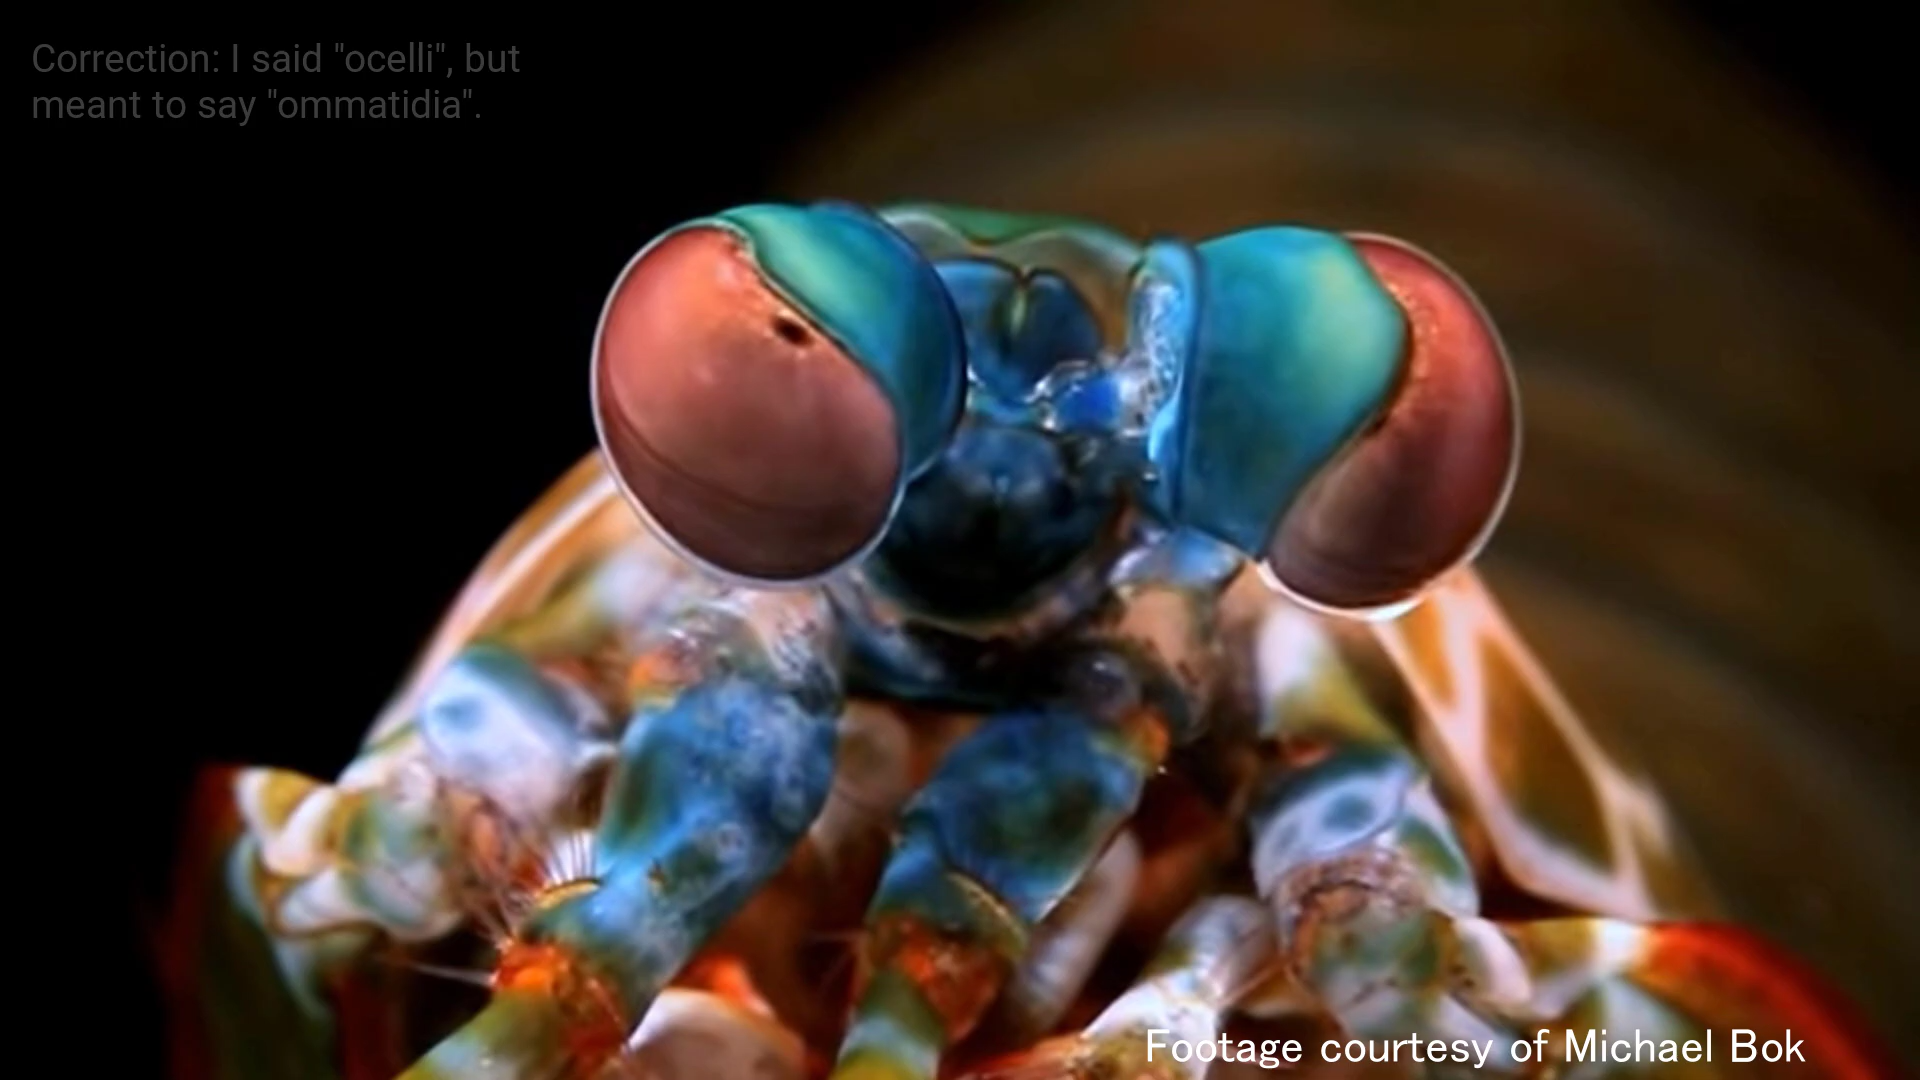 Correction: I said "ocelli", but
meant to say "ommatidia".
Footage courtesy of Michael Bok